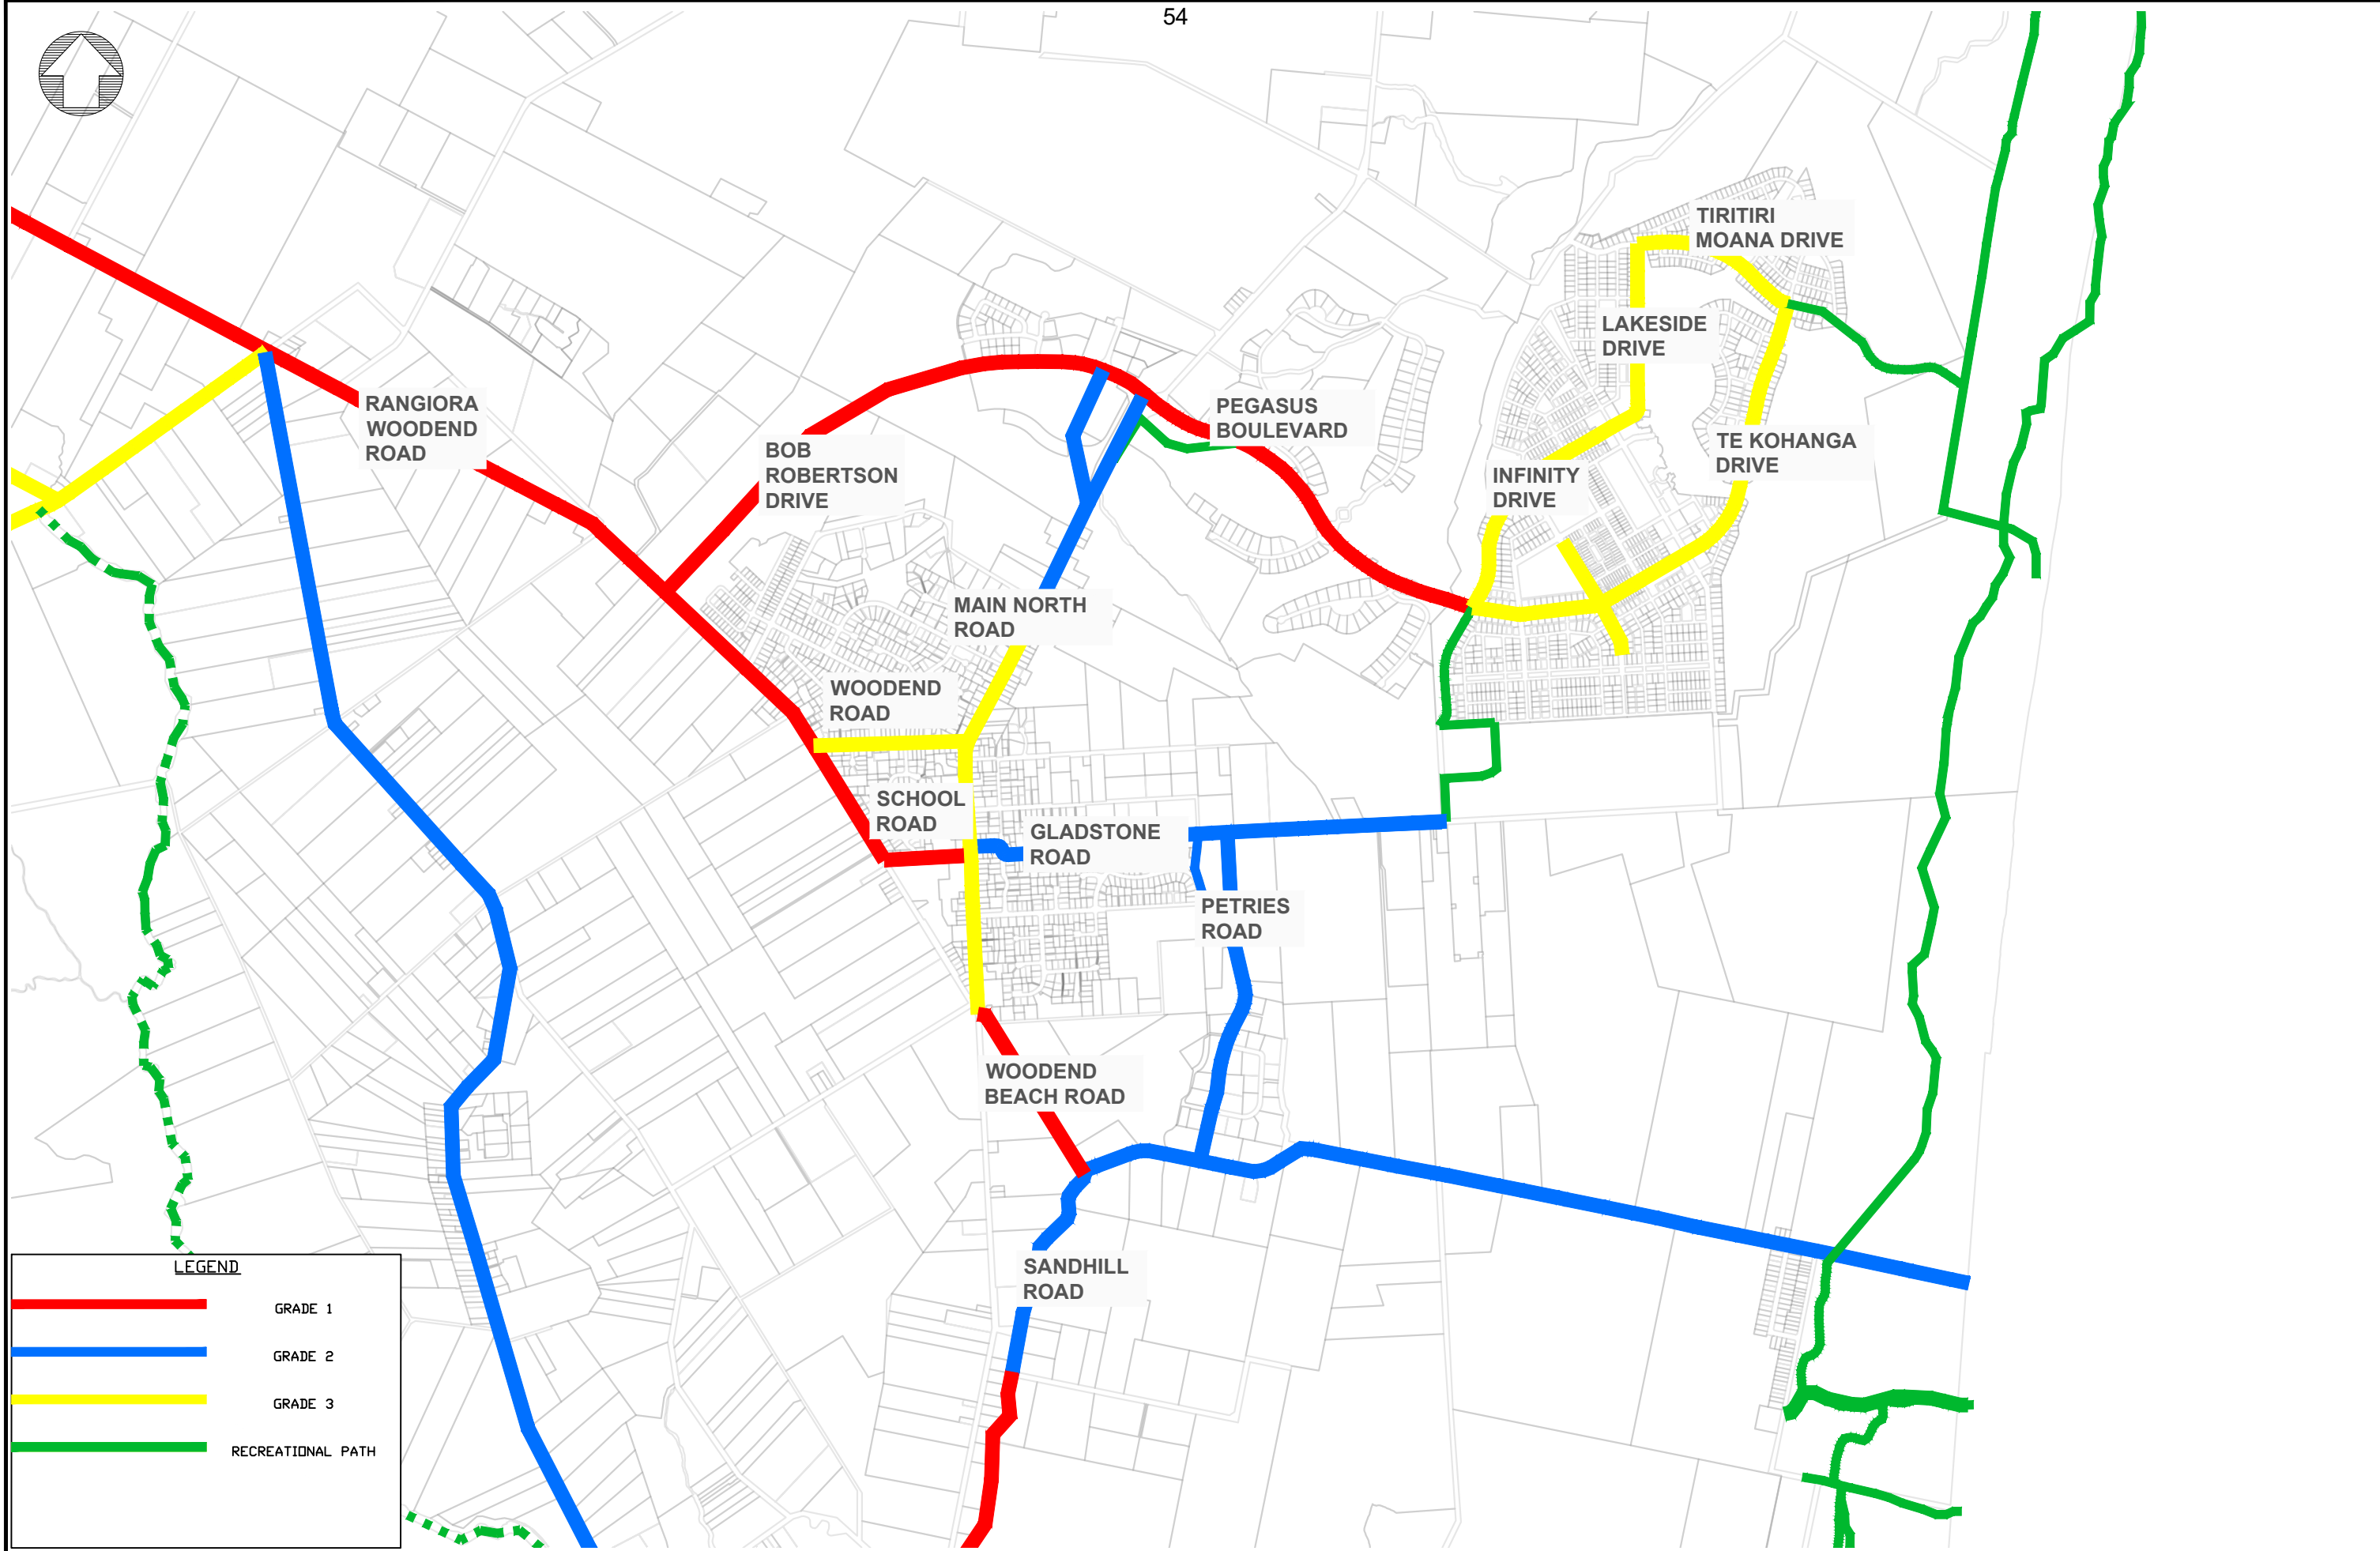 54
TIRITIRI
MOANA DRIVE
LAKESIDE
DRIVE
RANGIORA
WOODEND
ROAD
PEGASUS
BOULEVARD
BOB
ROBERTSON
DRIVE
TE KOHANGA
DRIVE
INFINITY
DRIVE
MAIN NORTH
ROAD
WOODEND
ROAD
SCHOOL
ROAD
GLADSTONE
ROAD
PETRIES
ROAD
WOODEND
BEACH ROAD
SANDHILL
ROAD
LEGEND
GRADE 1
GRADE 2
GRADE 3
RECREATIONAL PATH